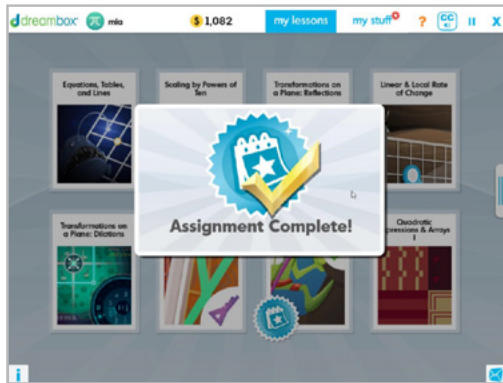 dreambox
mia
$ 1,082
my lessons
my stuff
?
CC
X
Equations, Tables,
and Lines
Scaling by Powers of
Ten
Transformations on
a Plane: Reflections
Linear & Local Rate
of Change
Assignment Complete!
Transformations on
a Plane: Dilations
Quadratic
Expressions & Arrays
I
i